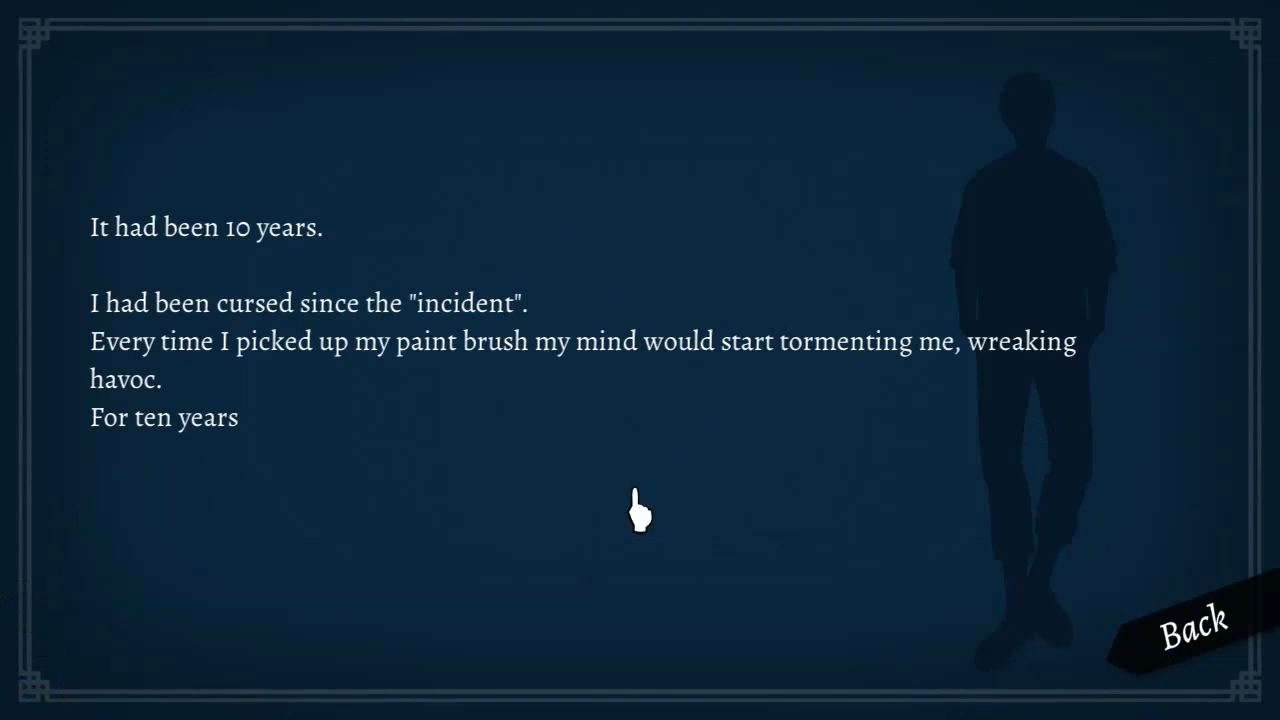 It had been 10 years.
I had been cursed since the "incident".
Every time I picked up my paint brush my mind would start tormenting me, wreaking
havoc.
For ten years
Back